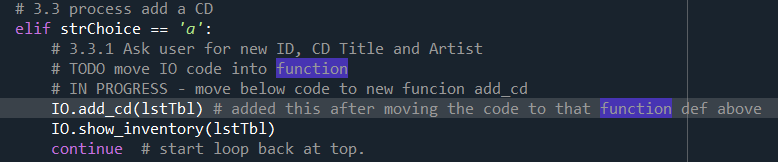 # 3.3 process add a CD
elif strChoice == 'a':
# 3.3.1 Ask user for new ID, CD Title and Artist
# TODO move IO code into function
# IN PROGRESS - move below code to new funcion add_cd
IO.add_cd(lstTbl) # added this after moving the code to that function def above
IO.show_inventory(lstTbl)
continue  # start loop back at top.